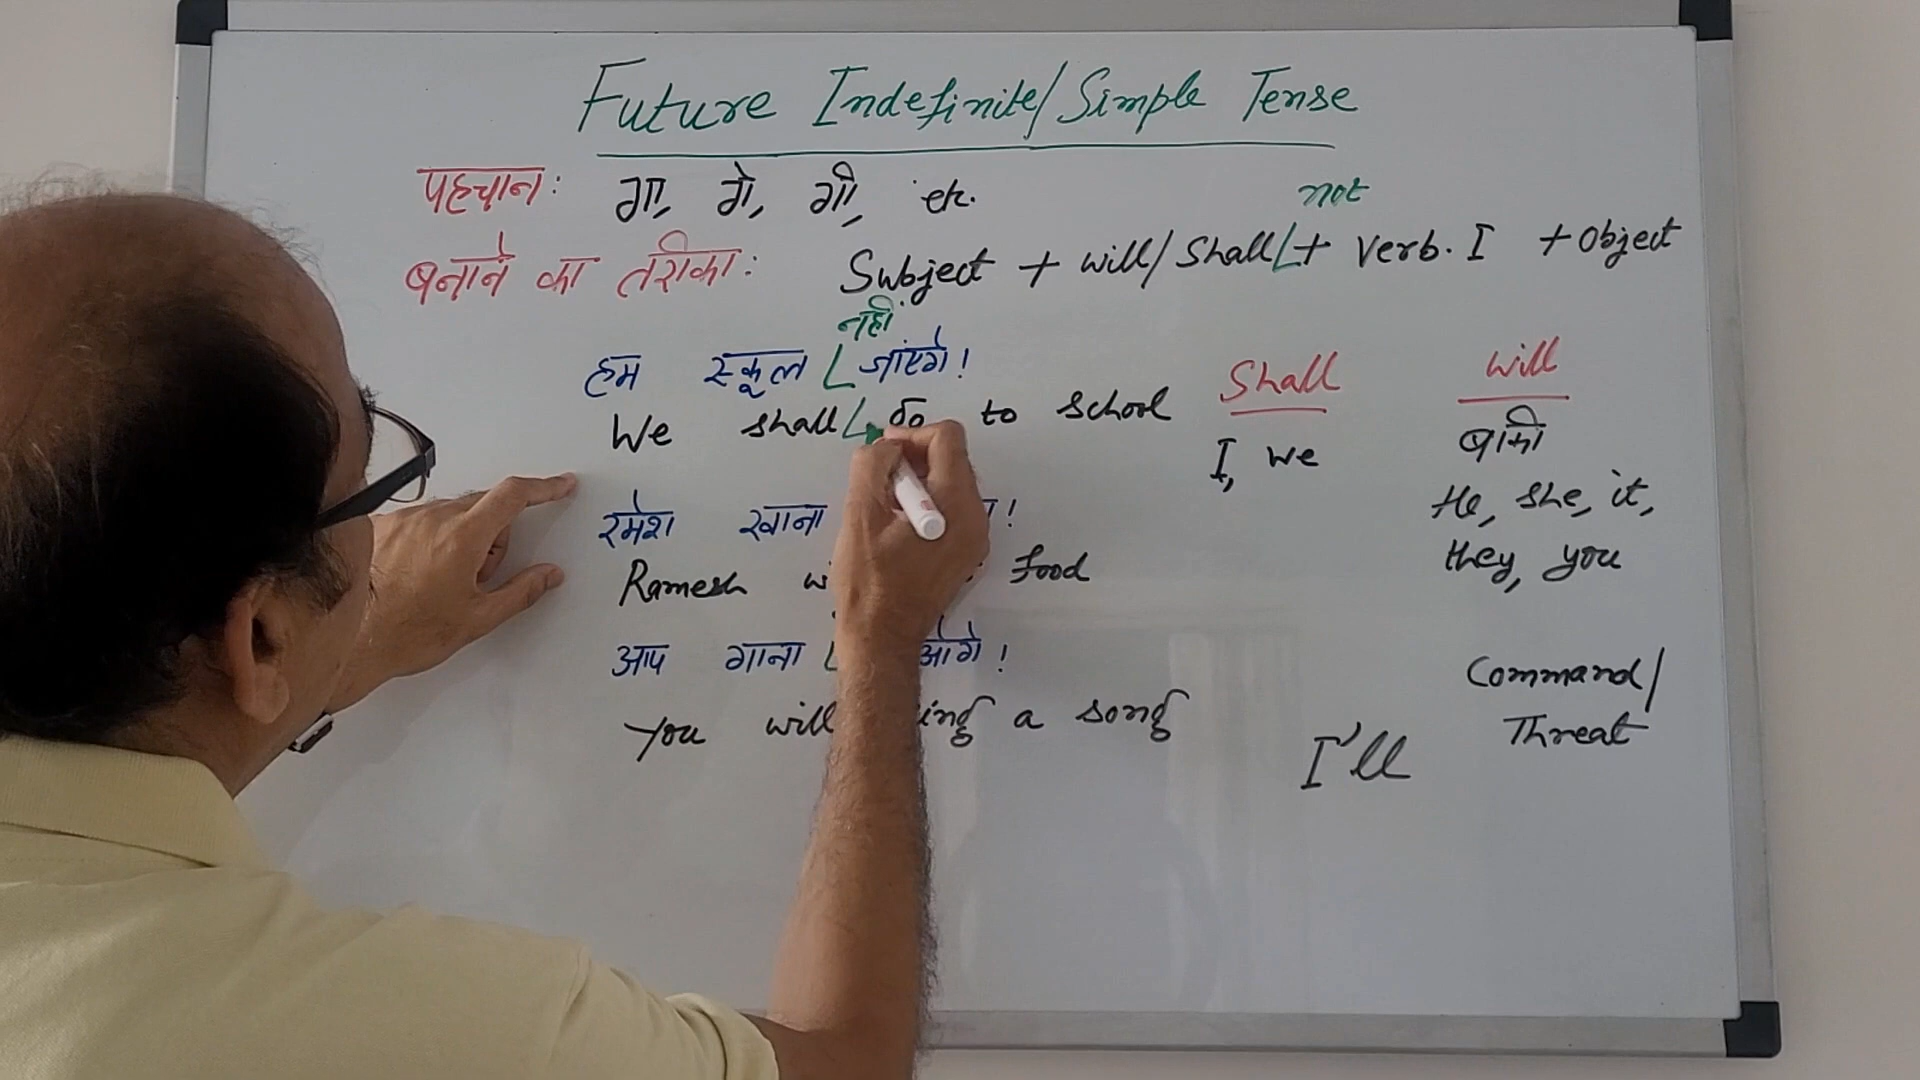 Future Indefinite/Simple Tense
पहचान: गा, गे, गी, etc.
not
बनाने का तरीका: Subject + will/Shall + Verb. I + Object
नहीं
हम स्कूल जाएंगे!
We shall go to school
रमेश खाना
Ramesh food
आप गाना
You will a song
Shall
I, we
will
बाकी
He, She, it,
they, you
Command/
Threat
I'll